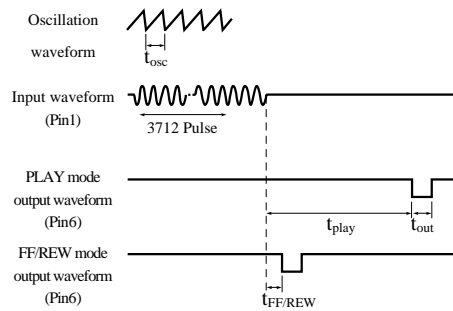 Oscillation
waveform
tosc
Input waveform
(Pin1)
3712 Pulse
PLAY mode
output waveform
(Pin6)
tplay
tout
FF/REW mode
output waveform
(Pin6)
tFF/REW